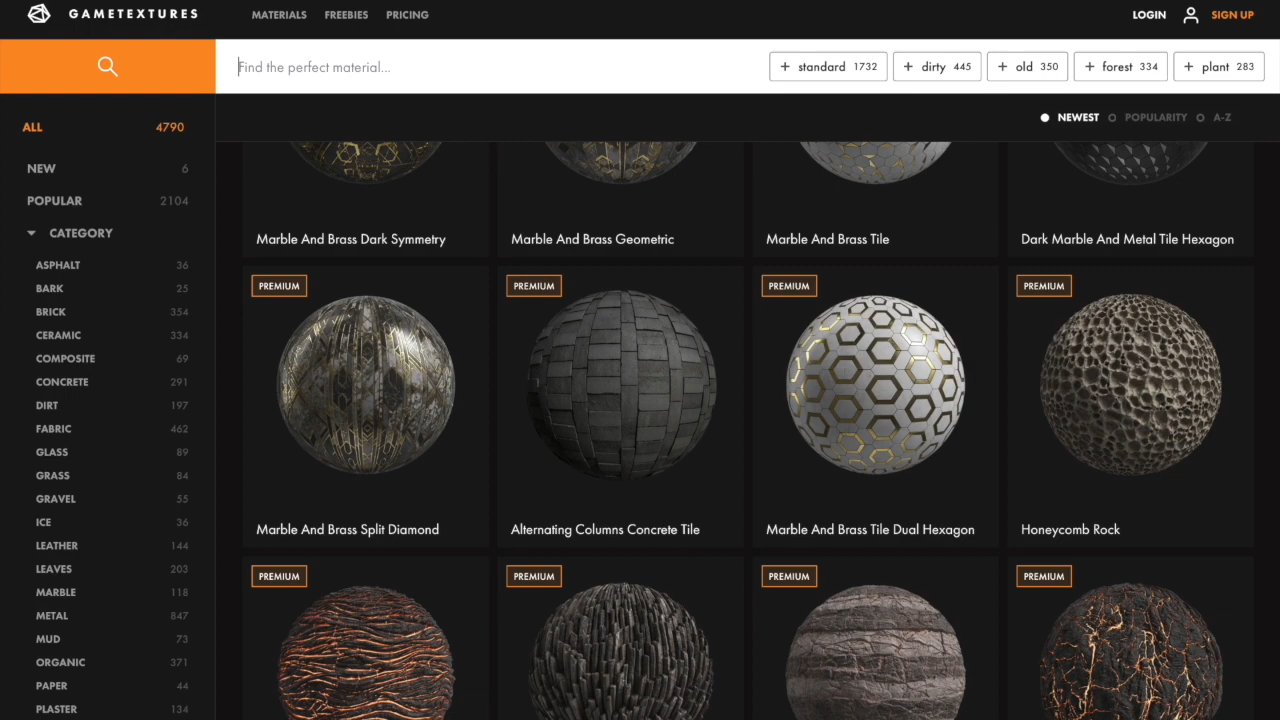 GAMETEXTURES
MATERIALS FREEBIES PRICING
LOGIN SIGN UP
Find the perfect material...
+ standard 1732 + dirty 445 + old 350 + forest 334 + plant 283
NEWEST POPULARITY A-Z
ALL 4790
NEW 6
POPULAR 2104
CATEGORY
ASPHALT 36
BARK 25
BRICK 354
CERAMIC 334
COMPOSITE 69
CONCRETE 291
DIRT 197
FABRIC 462
GLASS 89
GRASS 84
GRAVEL 55
ICE 36
LEATHER 144
LEAVES 203
MARBLE 118
METAL 847
MUD 73
ORGANIC 371
PAPER 44
PLASTER 134
Marble And Brass Dark Symmetry
Marble And Brass Geometric
Marble And Brass Tile
Dark Marble And Metal Tile Hexagon
PREMIUM
PREMIUM
PREMIUM
PREMIUM
Marble And Brass Split Diamond
Alternating Columns Concrete Tile
Marble And Brass Tile Dual Hexagon
Honeycomb Rock
PREMIUM
PREMIUM
PREMIUM
PREMIUM